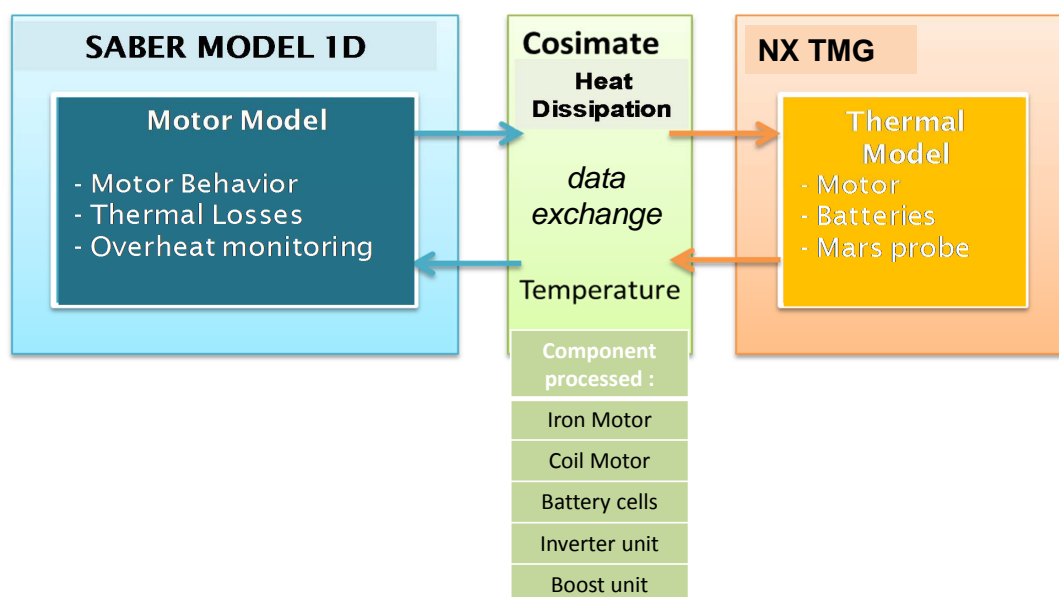 SABER MODEL 1D
Motor Model
- Motor Behavior
- Thermal Losses
- Overheat monitoring
Cosimate
Heat
Dissipation
data
exchange
Temperature
Component
processed :
Iron Motor
Coil Motor
Battery cells
Inverter unit
Boost unit
NX TMG
Thermal
Model
- Motor
- Batteries
- Mars probe